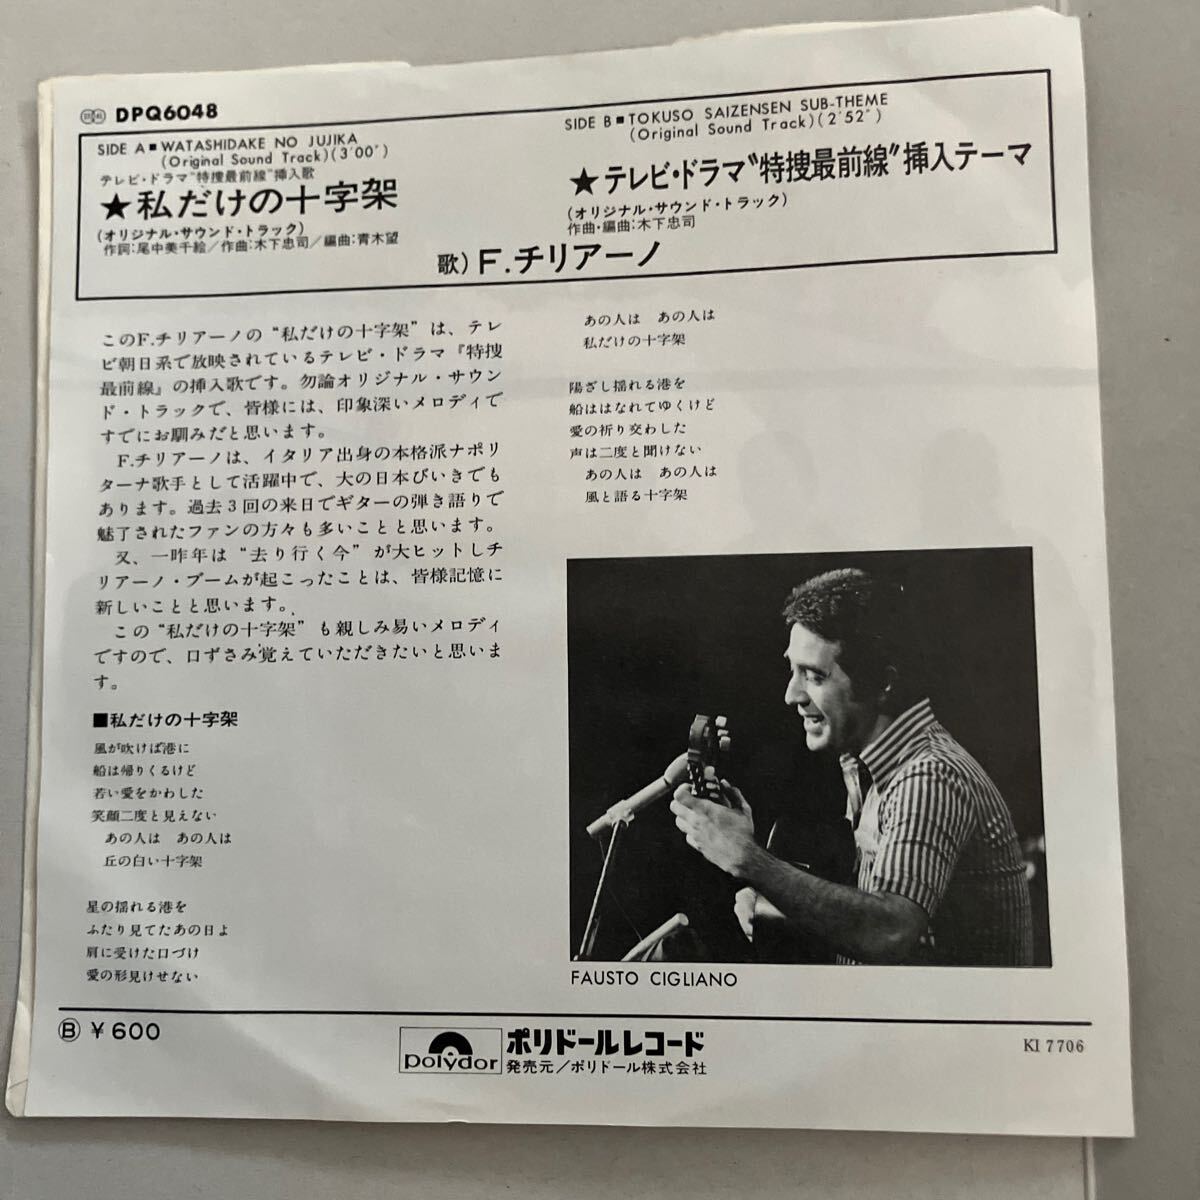 DPQ6048
SIDE A■WATASHIDAKE NO JUJIKA
(Original Sound Track)(3'00")
テレビ・ドラマ"特捜最前線"挿入歌
★私だけの十字架
(オリジナル・サウンド・トラック)
作詞:尾中美千絵/作曲:木下忠司/編曲:青木望
SIDE B■TOKUSO SAIZENSEN SUB-THEME
(Original Sound Track)(2'52")
★テレビ・ドラマ"特捜最前線"挿入テーマ
(オリジナル・サウンド・トラック)
作曲・編曲:木下忠司
歌)F.チリアーノ
このF.チリアーノの"私だけの十字架"は、テレ
ビ朝日系で放映されているテレビ・ドラマ『特捜
最前線』の挿入歌です。勿論オリジナル・サウン
ド・トラックで、皆様には、印象深いメロディで
すでにお馴みだと思います。
F.チリアーノは、イタリア出身の本格派ナポリ
ターナ歌手として活躍中で、大の日本びいきでも
あります。過去3回の来日でギターの弾き語りで
魅了されたファンの方々も多いことと思います。
又、一昨年は"去り行く今"が大ヒットしチ
リアーノ・ブームが起こったことは、皆様記憶に
新しいことと思います。
この"私だけの十字架"も親しみ易いメロディ
ですので、口ずさみ覚えていただきたいと思いま
す。
■私だけの十字架
風が吹けば港に
船は帰りくるけど
若い愛をかわした
笑顔二度と見えない
あの人は あの人は
丘の白い十字架
星の揺れる港を
ふたり見てたあの日よ
肩に受けた口づけ
愛の形見けせない
あの人は あの人は
私だけの十字架
陽ざし揺れる港を
船ははなれてゆくけど
愛の祈り交わした
声は二度と聞けない
あの人は あの人は
風と語る十字架
FAUSTO CIGLIANO
Ⓑ ¥600
polydor
ポリドールレコード
発売元/ポリドール株式会社
KI 7706